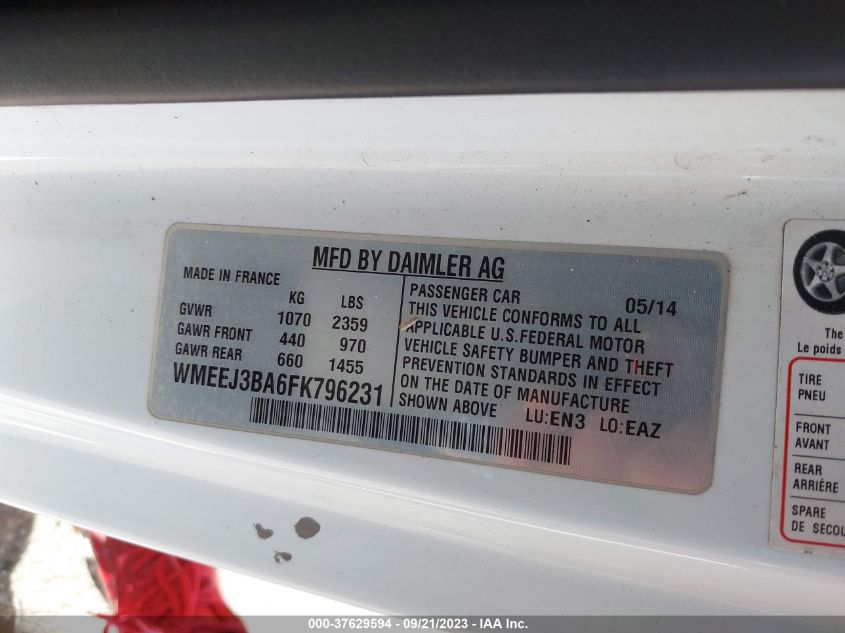 MFD BY DAIMLER AG
MADE IN FRANCE
KG LBS
GVWR 1070 2359
GAWR FRONT 440 970
GAWR REAR 660 1455
WMEEJ3BA6FK796231
PASSENGER CAR 05/14
THIS VEHICLE CONFORMS TO ALL
APPLICABLE U.S.FEDERAL MOTOR
VEHICLE SAFETY BUMPER AND THEFT
PREVENTION STANDARDS IN EFFECT
ON THE DATE OF MANUFACTURE
SHOWN ABOVE LU:EN3 LO:EAZ
The
Le poids
TIRE
PNEU
FRONT
AVANT
REAR
ARRIÈRE
SPARE
DE
000-37629594 - 09/21/2023 - IAA Inc.